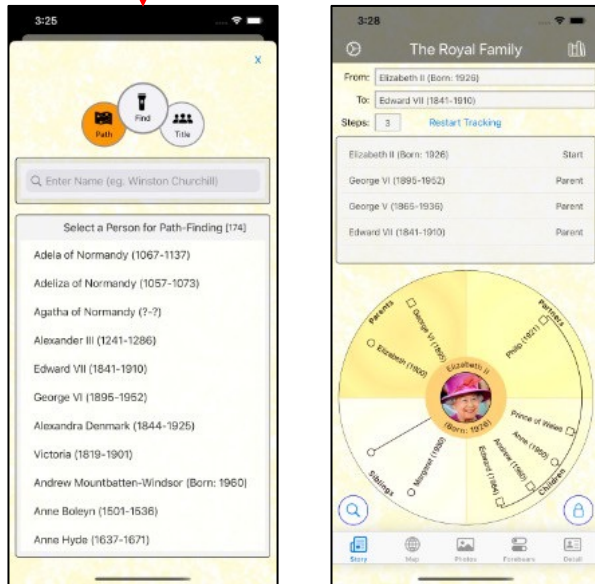 3:25
X
Path
Find
Title
Enter Name (eg. Winston Churchill)
Select a Person for Path-Finding [174]
Adela of Normandy (1067-1137)
Adeliza of Normandy (1057-1073)
Agatha of Normandy (?-?)
Alexander III (1241-1286)
Edward VII (1841-1910)
George VI (1895-1952)
Alexandra Denmark (1844-1925)
Victoria (1819-1901)
Andrew Mountbatten-Windsor (Born: 1960)
Anne Boleyn (1501-1536)
Anne Hyde (1637-1671)
3:28
The Royal Family
From: Elizabeth II (Born: 1926)
To: Edward VII (1841-1910)
Steps: 3 Restart Tracking
Elizabeth II (Born: 1926) Start
George VI (1895-1952) Parent
George V (1865-1936) Parent
Edward VII (1841-1910) Parent
Parents
George VI (1895)
Elizabeth (1900)
Partners
Philip (1921)
Elizabeth II
(Born: 1926)
Siblings
Margaret (1930)
Prince of Wales
Anne (1950)
Andrew (1960)
Edward (1964)
Children
Story
Map
Photos
Forebears
Detail